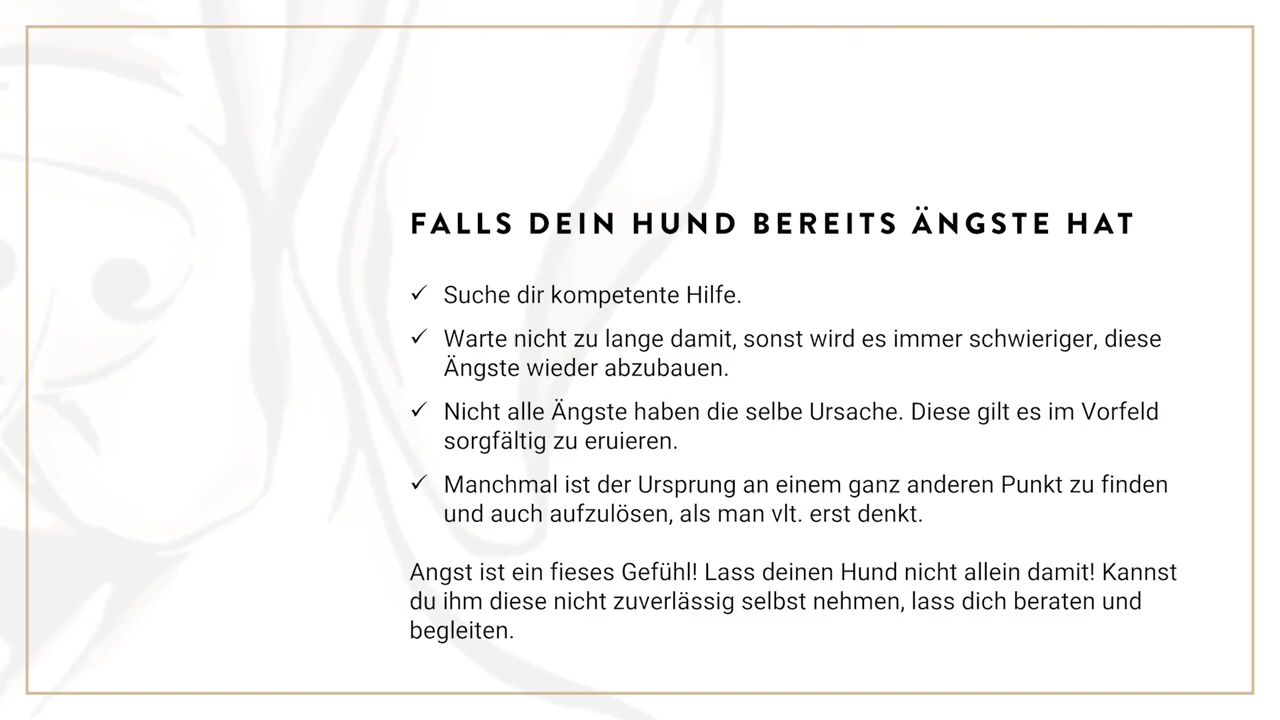 FALLS DEIN HUND BEREITS ÄNGSTE HAT
✓ Suche dir kompetente Hilfe.
✓ Warte nicht zu lange damit, sonst wird es immer schwieriger, diese
Ängste wieder abzubauen.
✓ Nicht alle Ängste haben die selbe Ursache. Diese gilt es im Vorfeld
sorgfältig zu eruieren.
✓ Manchmal ist der Ursprung an einem ganz anderen Punkt zu finden
und auch aufzulösen, als man vlt. erst denkt.
Angst ist ein fieses Gefühl! Lass deinen Hund nicht allein damit! Kannst
du ihm diese nicht zuverlässig selbst nehmen, lass dich beraten und
begleiten.